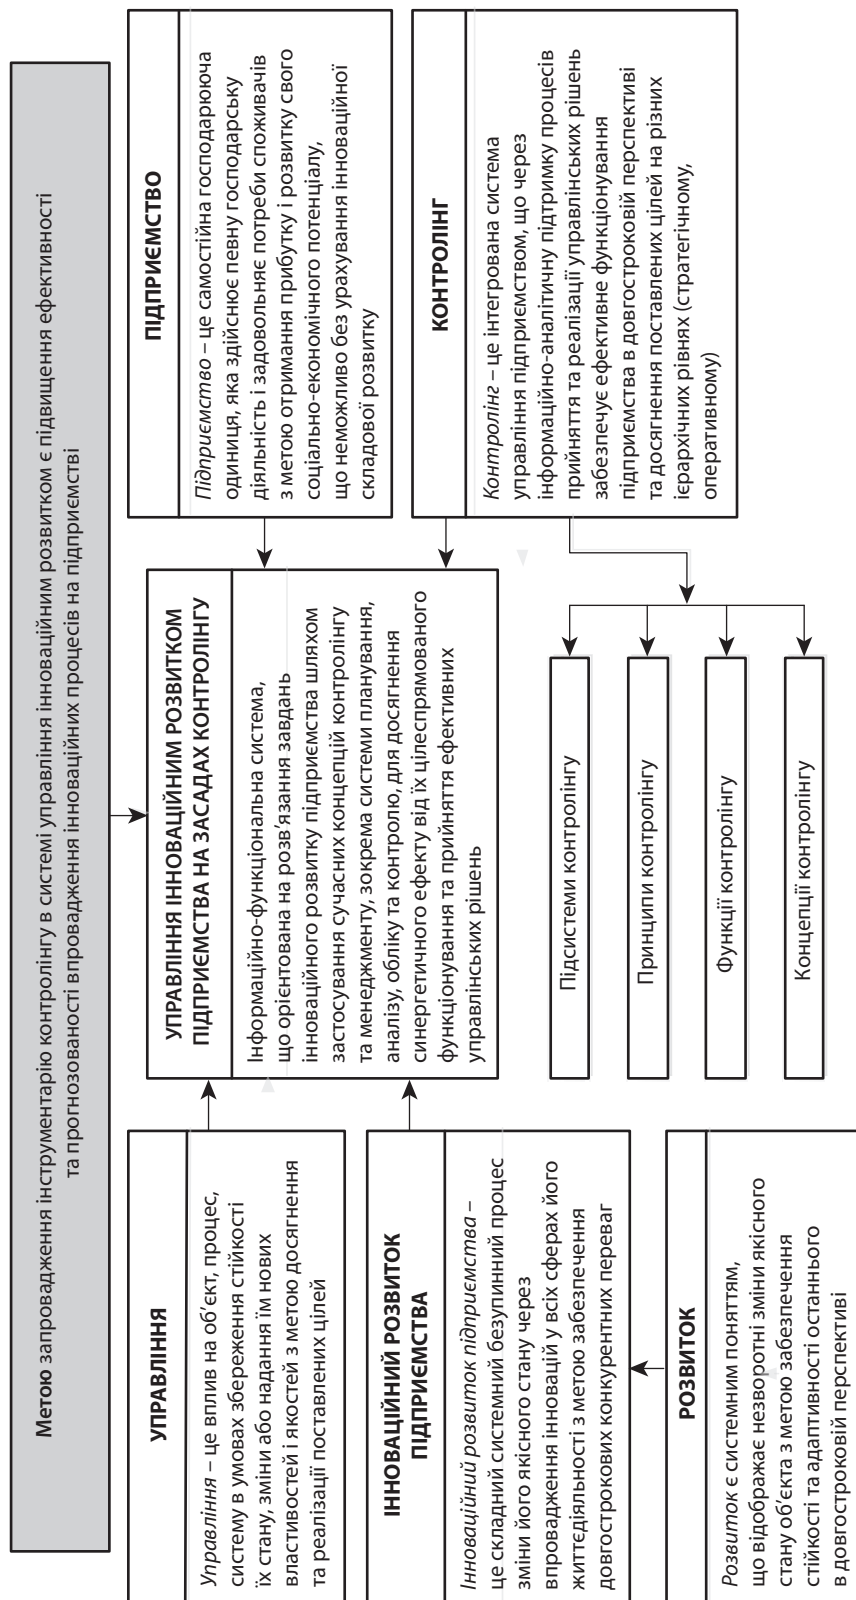 Метою запровадження інструментарію контролінгу в системі управління інноваційним розвитком є підвищення ефективності
та прогнозованості впровадження інноваційних процесів на підприємстві
УПРАВЛІННЯ
Управління – це вплив на об’єкт, процес,
систему в умовах збереження стійкості
їх стану, зміни або надання їм нових
властивостей і якостей з метою досягнення
та реалізації поставлених цілей
ІННОВАЦІЙНИЙ РОЗВИТОК
ПІДПРИЄМСТВА
Інноваційний розвиток підприємства –
це складний системний безупинний процес
зміни його якісного стану через
впровадження інновацій у всіх сферах його
життєдіяльності з метою забезпечення
довгострокових конкурентних переваг
РОЗВИТОК
Розвиток є системним поняттям,
що відображає незворотні зміни якісного
стану об’єкта з метою забезпечення
стійкості та адаптивності останнього
в довгостроковій перспективі
УПРАВЛІННЯ ІННОВАЦІЙНИМ РОЗВИТКОМ
ПІДПРИЄМСТВА НА ЗАСАДАХ КОНТРОЛІНГУ
Інформаційно-функціональна система,
що орієнтована на розв’язання завдань
інноваційного розвитку підприємства шляхом
застосування сучасних концепцій контролінгу
та менеджменту, зокрема системи планування,
аналізу, обліку та контролю, для досягнення
синергетичного ефекту від їх цілеспрямованого
функціонування та прийняття ефективних
управлінських рішень
Підсистеми контролінгу
Принципи контролінгу
Функції контролінгу
Концепції контролінгу
ПІДПРИЄМСТВО
Підприємство – це самостійна господарююча
одиниця, яка здійснює певну господарську
діяльність і задовольняє потреби споживачів
з метою отримання прибутку і розвитку свого
соціально-економічного потенціалу,
що неможливо без урахування інноваційної
складової розвитку
КОНТРОЛІНГ
Контролінг – це інтегрована система
управління підприємством, що через
інформаційно-аналітичну підтримку процесів
прийняття та реалізації управлінських рішень
забезпечує ефективне функціонування
підприємства в довгостроковій перспективі
та досягнення поставлених цілей на різних
ієрархічних рівнях (стратегічному,
оперативному)